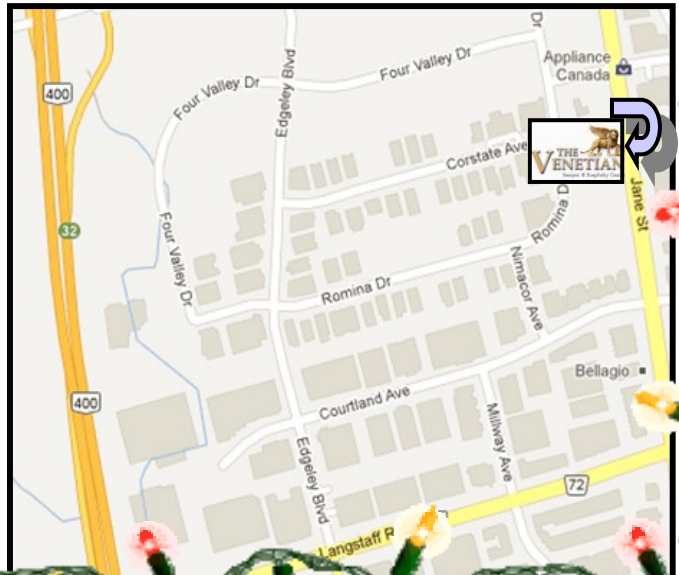 Dr
Edgeley Blvd
Appliance
Canada
Four Valley Dr
Four Valley Dr
400
Corstate Ave
THE
VENETIAN
Jane St
Romina D
32
Four Valley Dr
Nimacor Ave
Romina Dr
Bellagio
400
Courtland Ave
Millway Ave
Edgeley Blvd
72
Langstaff R